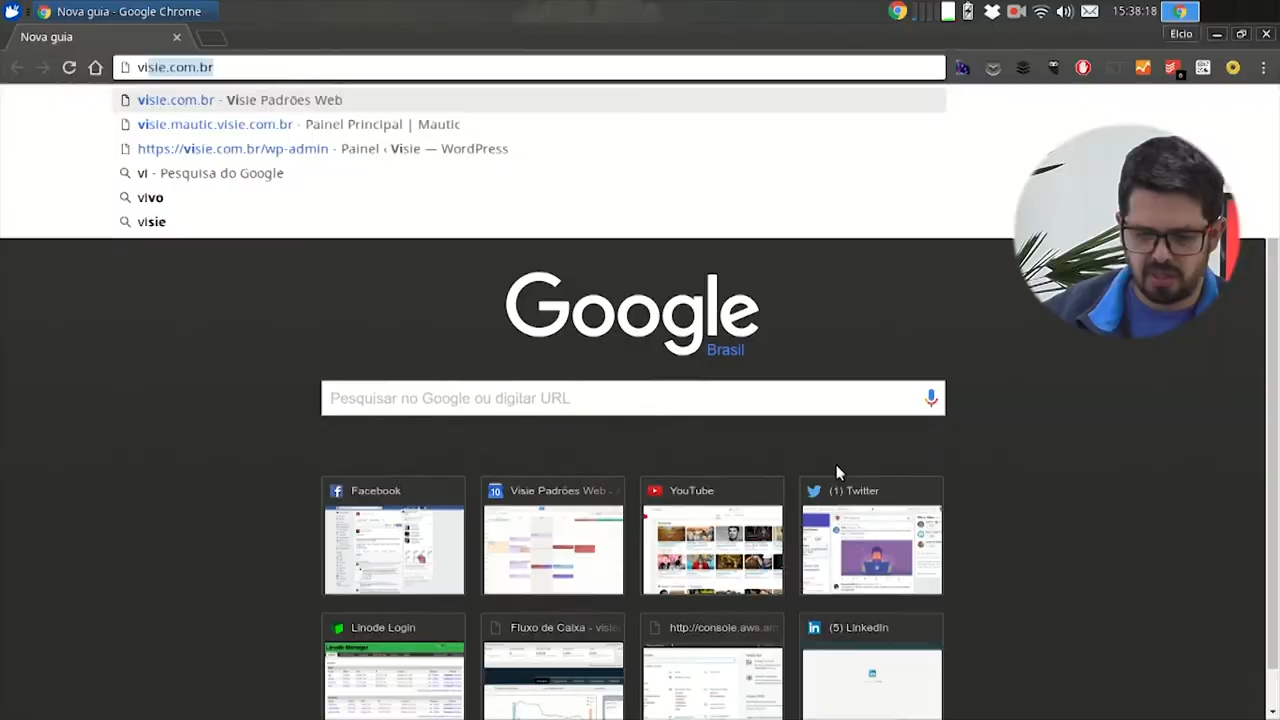 Nova guia - Google Chrome
15:38:18
Nova guia
Elcio
visie.com.br
visie.com.br - Visie Padrões Web
visie.mautic.visie.com.br - Painel Principal | Mautic
https://visie.com.br/wp-admin - Painel ‹ Visie — WordPress
vi - Pesquisa do Google
vivo
visie
Google
Brasil
Pesquisar no Google ou digitar URL
Facebook
10
Visie Padrões Web -
YouTube
(1) Twitter
Linode Login
Fluxo de Caixa - visie
http://console.aws.am
(5) LinkedIn
Linode Manager